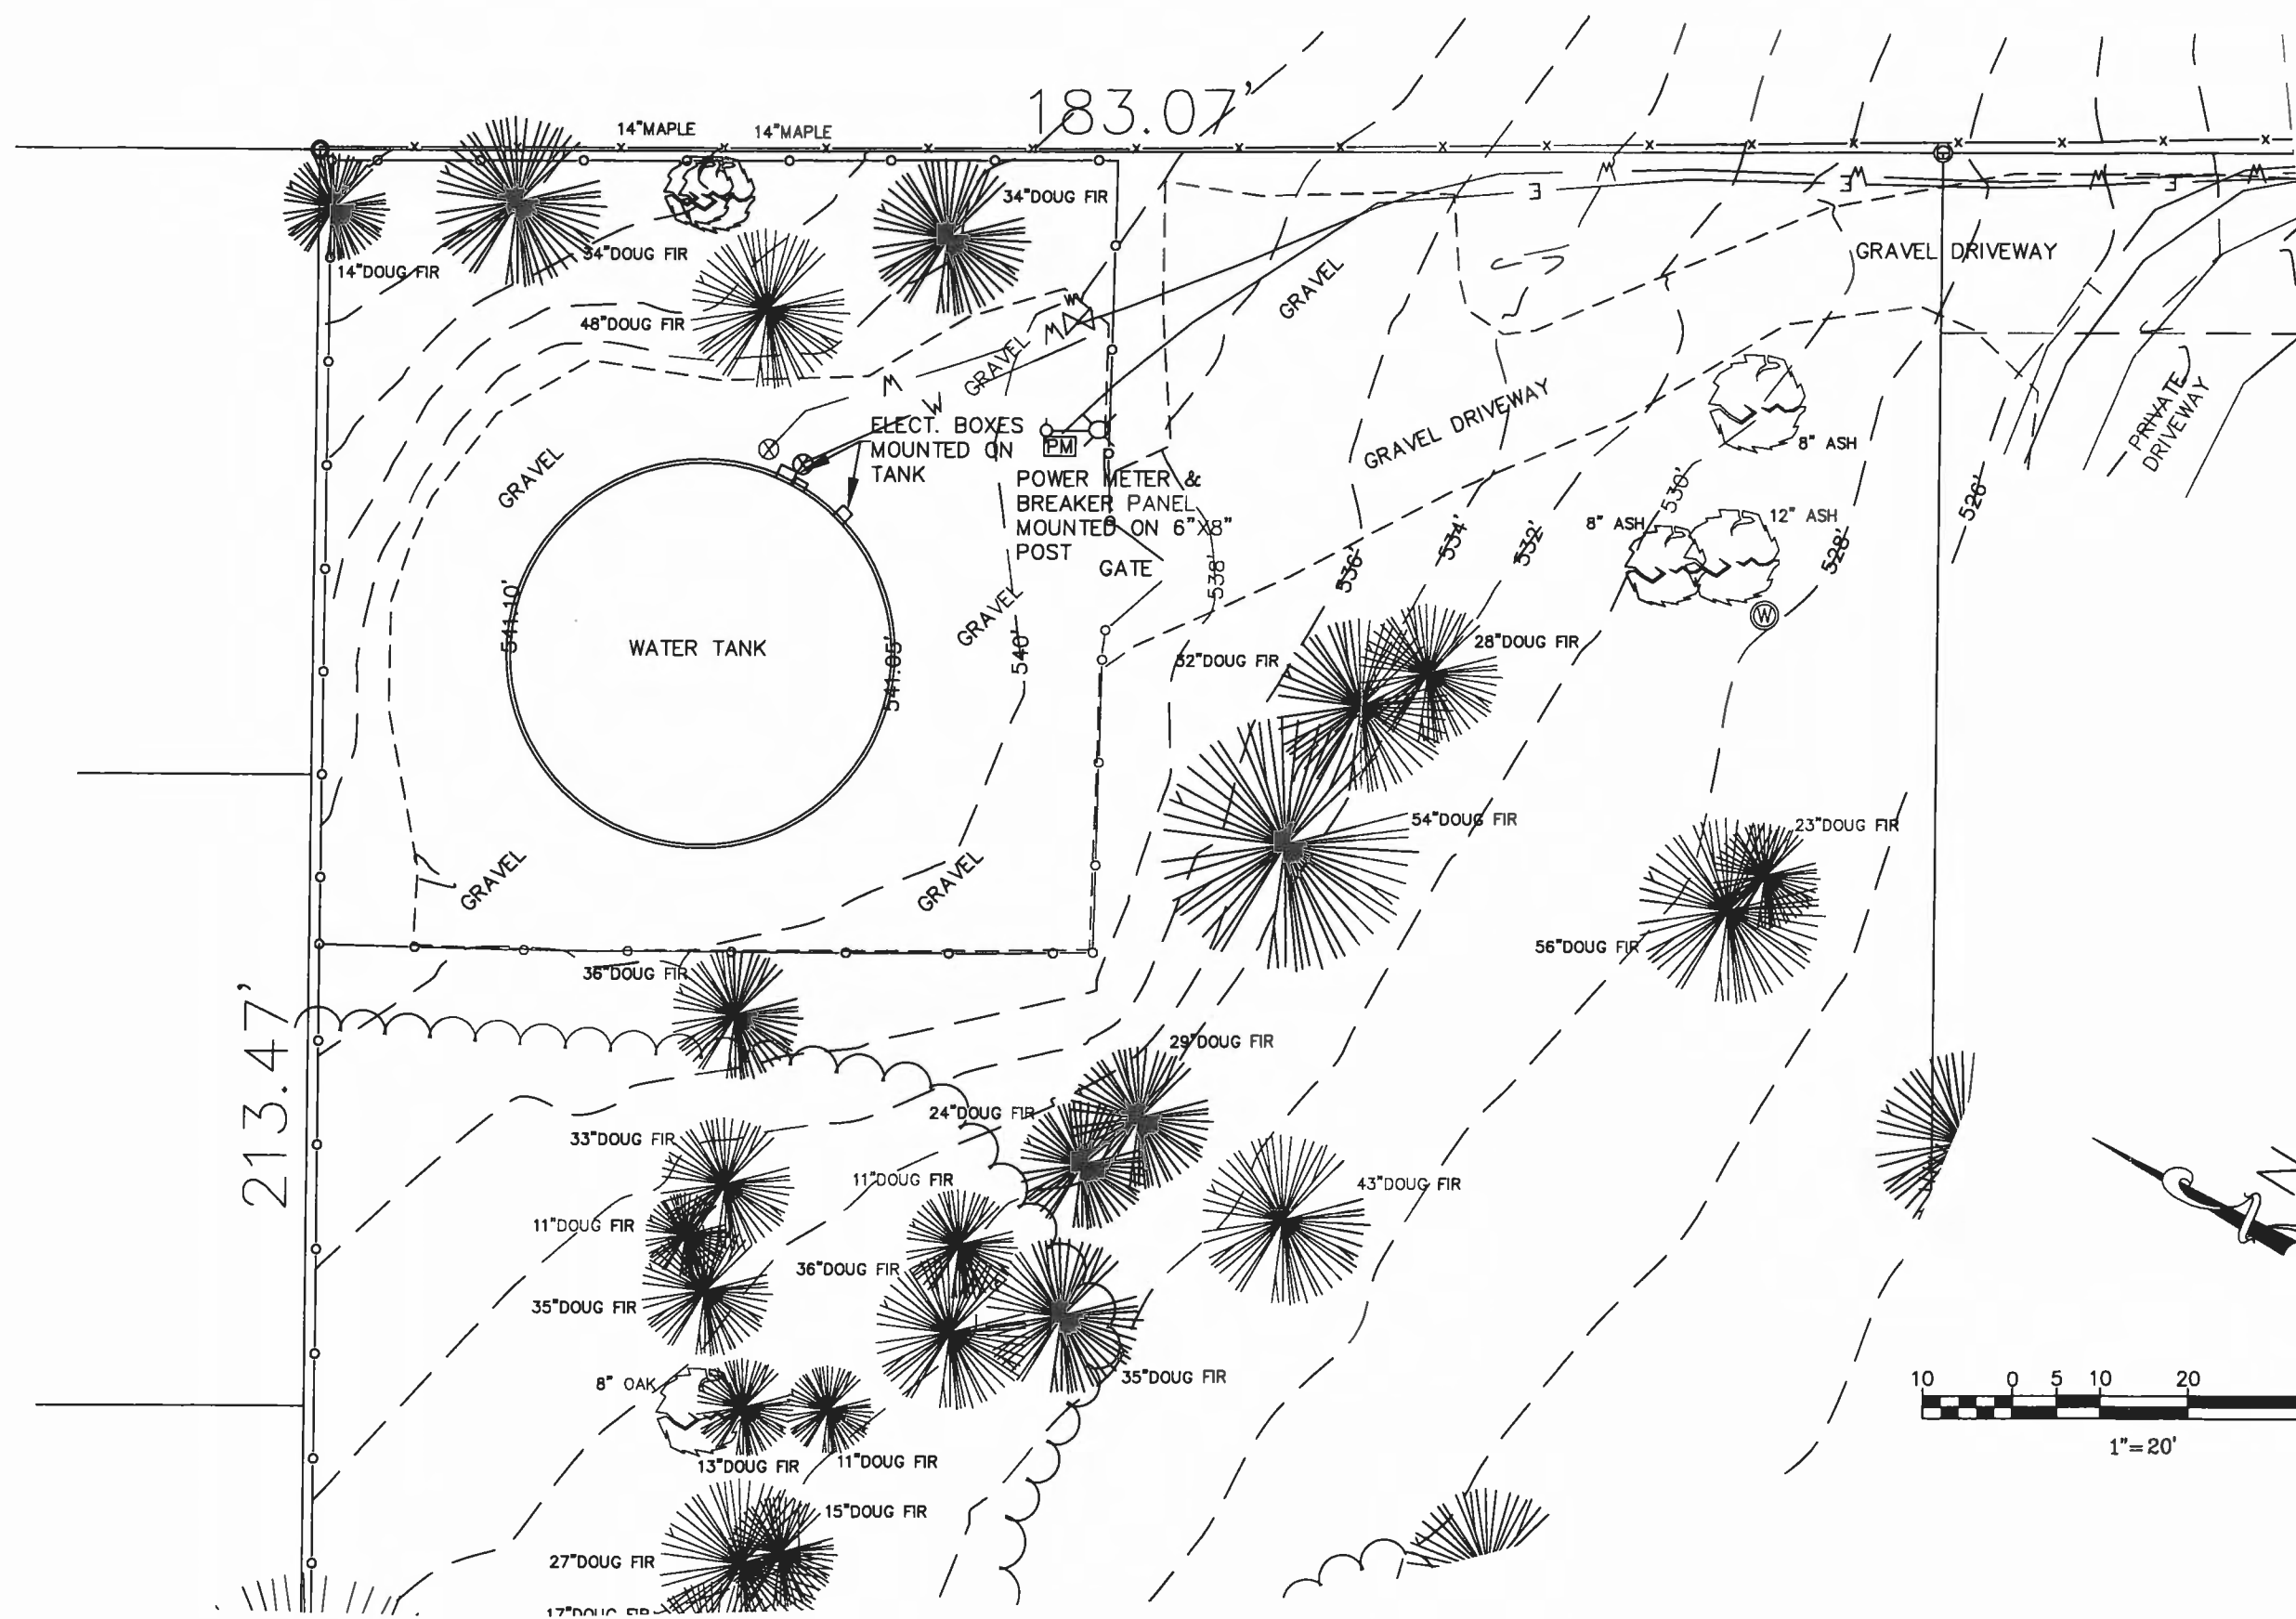 183.07'
14"MAPLE
14"MAPLE
34"DOUG FIR
14"DOUG FIR
34"DOUG FIR
48"DOUG FIR
GRAVEL DRIVEWAY
GRAVEL
GRAVEL
W
GRAVEL DRIVEWAY
PRIVATE
DRIVEWAY
ELECT. BOXES
MOUNTED ON
TANK
PM
POWER METER &
BREAKER PANEL
MOUNTED ON 6"X8"
POST
GATE
GRAVEL
8" ASH
8" ASH
12" ASH
W
530'
526'
528'
532'
534'
536'
538'
540'
541.10'
541.05'
WATER TANK
GRAVEL
28"DOUG FIR
32"DOUG FIR
54"DOUG FIR
23"DOUG FIR
56"DOUG FIR
GRAVEL
GRAVEL
36"DOUG FIR
213.47'
29"DOUG FIR
24"DOUG FIR
33"DOUG FIR
11"DOUG FIR
43"DOUG FIR
11"DOUG FIR
36"DOUG FIR
35"DOUG FIR
35"DOUG FIR
8" OAK
13"DOUG FIR
11"DOUG FIR
15"DOUG FIR
27"DOUG FIR
17"DOUG FIR
10 0 5 10 20
1"=20'